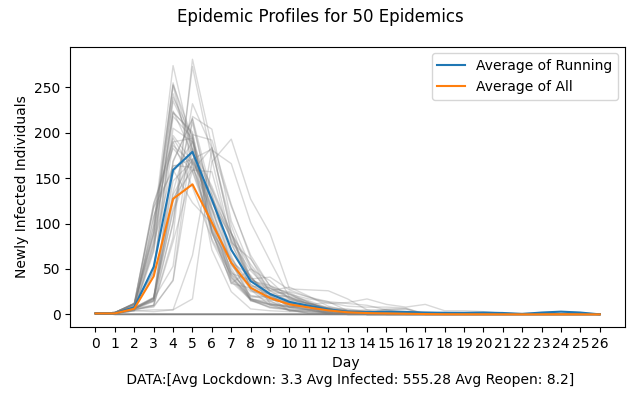 Epidemic Profiles for 50 Epidemics
Average of Running
Average of All
Newly Infected Individuals
250
200
150
100
50
0
0 1 2 3 4 5 6 7 8 9 10 11 12 13 14 15 16 17 18 19 20 21 22 23 24 25 26
Day
DATA:[Avg Lockdown: 3.3 Avg Infected: 555.28 Avg Reopen: 8.2]